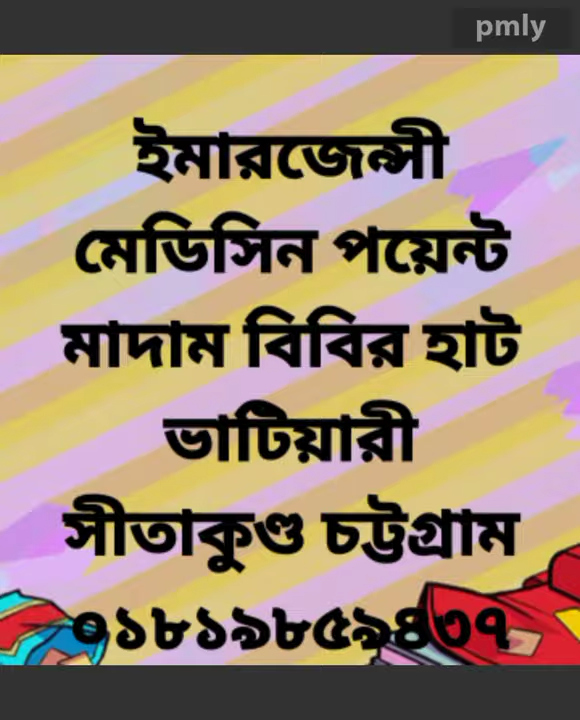 pmly
ইমারজেন্সী
মেডিসিন পয়েন্ট
মাদাম বিবির হাট
ভাটিয়ারী
সীতাকুণ্ড চট্টগ্রাম
০১৮১৯৮৫৯৪৩৭